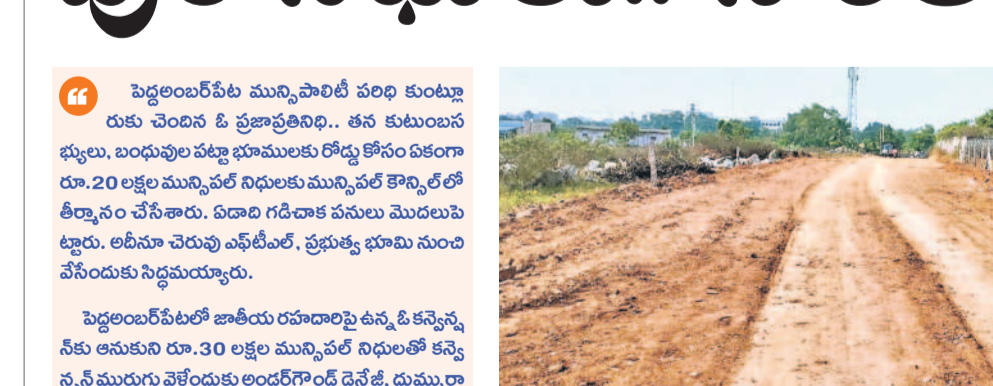 పెద్దఅంబర్‌పేట మున్సిపాలిటీ పరిధి కుంట్లూ
రుకు చెందిన ఓ ప్రజాప్రతినిధి.. తన కుటుంబస
భ్యులు, బంధువుల పట్టా భూములకు రోడ్డు కోసం ఏకంగా
రూ.20 లక్షల మున్సిపల్ నిధులకు మున్సిపల్ కౌన్సిల్‌లో
తీర్మానం చేసేశారు. ఏడాది గడిచాక పనులు మొదలుపె
ట్టారు. అదీనూ చెరువు ఎఫ్‌టీఎల్, ప్రభుత్వ భూమి నుంచి
వేసేందుకు సిద్ధమయ్యారు.
పెద్దఅంబర్‌పేటలో జాతీయ రహదారిపై ఉన్న ఓ కన్వెన్ష
న్‌కు ఆనుకుని రూ.30 లక్షల మున్సిపల్ నిధులతో కన్వె
న్షన్ మురుగు వెళ్లేందుకు అండర్‌గ్రౌండ్ డ్రైనేజీ,